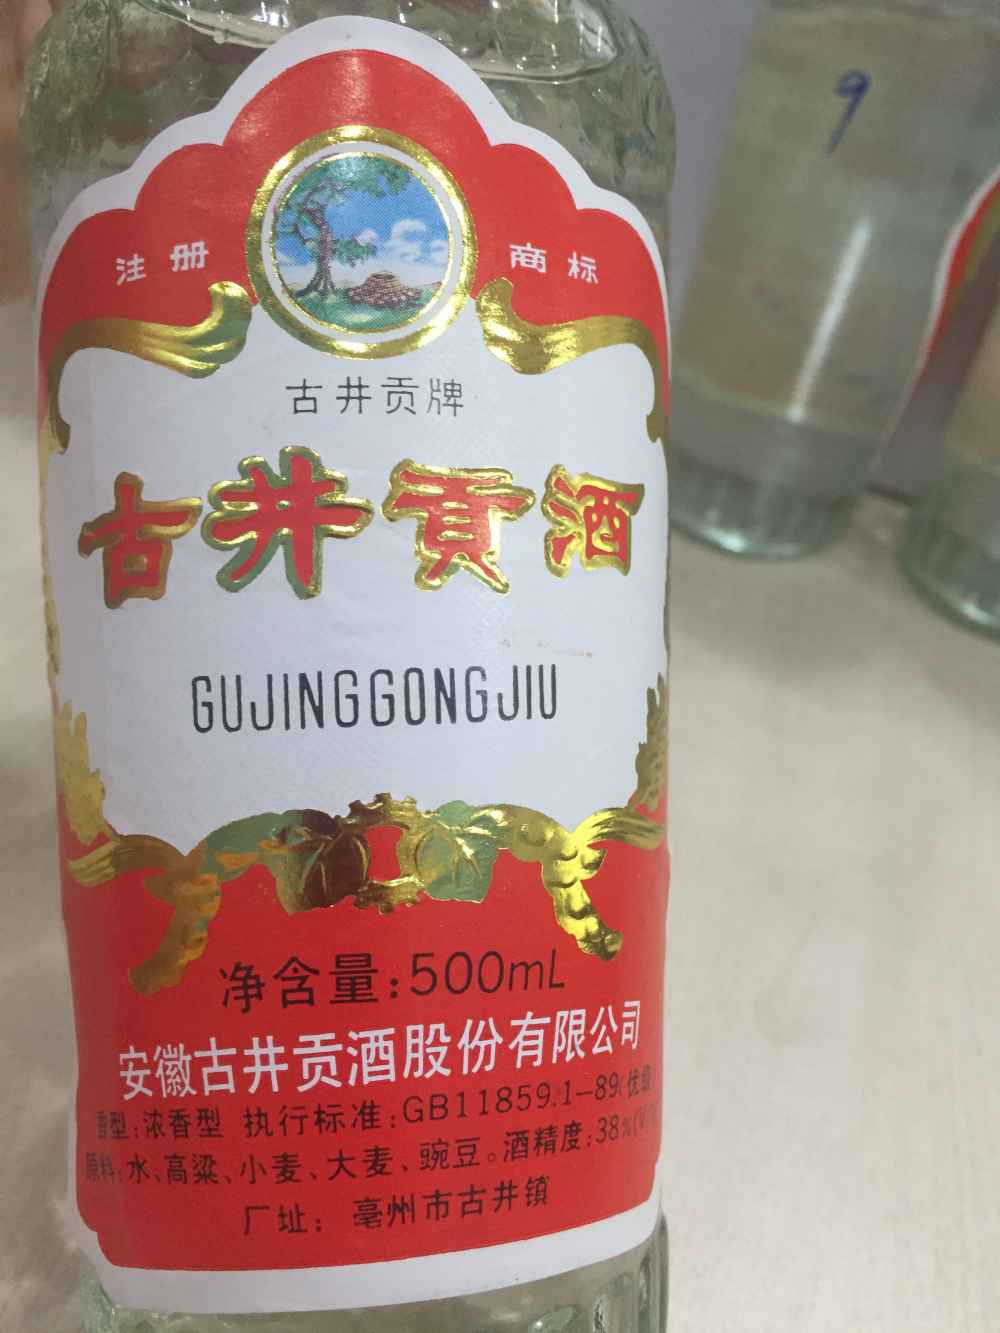 注册 商标
古井贡牌
古井贡酒
GUJINGGONGJIU
净含量:500mL
安徽古井贡酒股份有限公司
香型:浓香型 执行标准:GB11859.1-89(优级
原料:水、高粱、小麦、大麦、豌豆。酒精度:38%(V/V
厂址: 亳州市古井镇
9